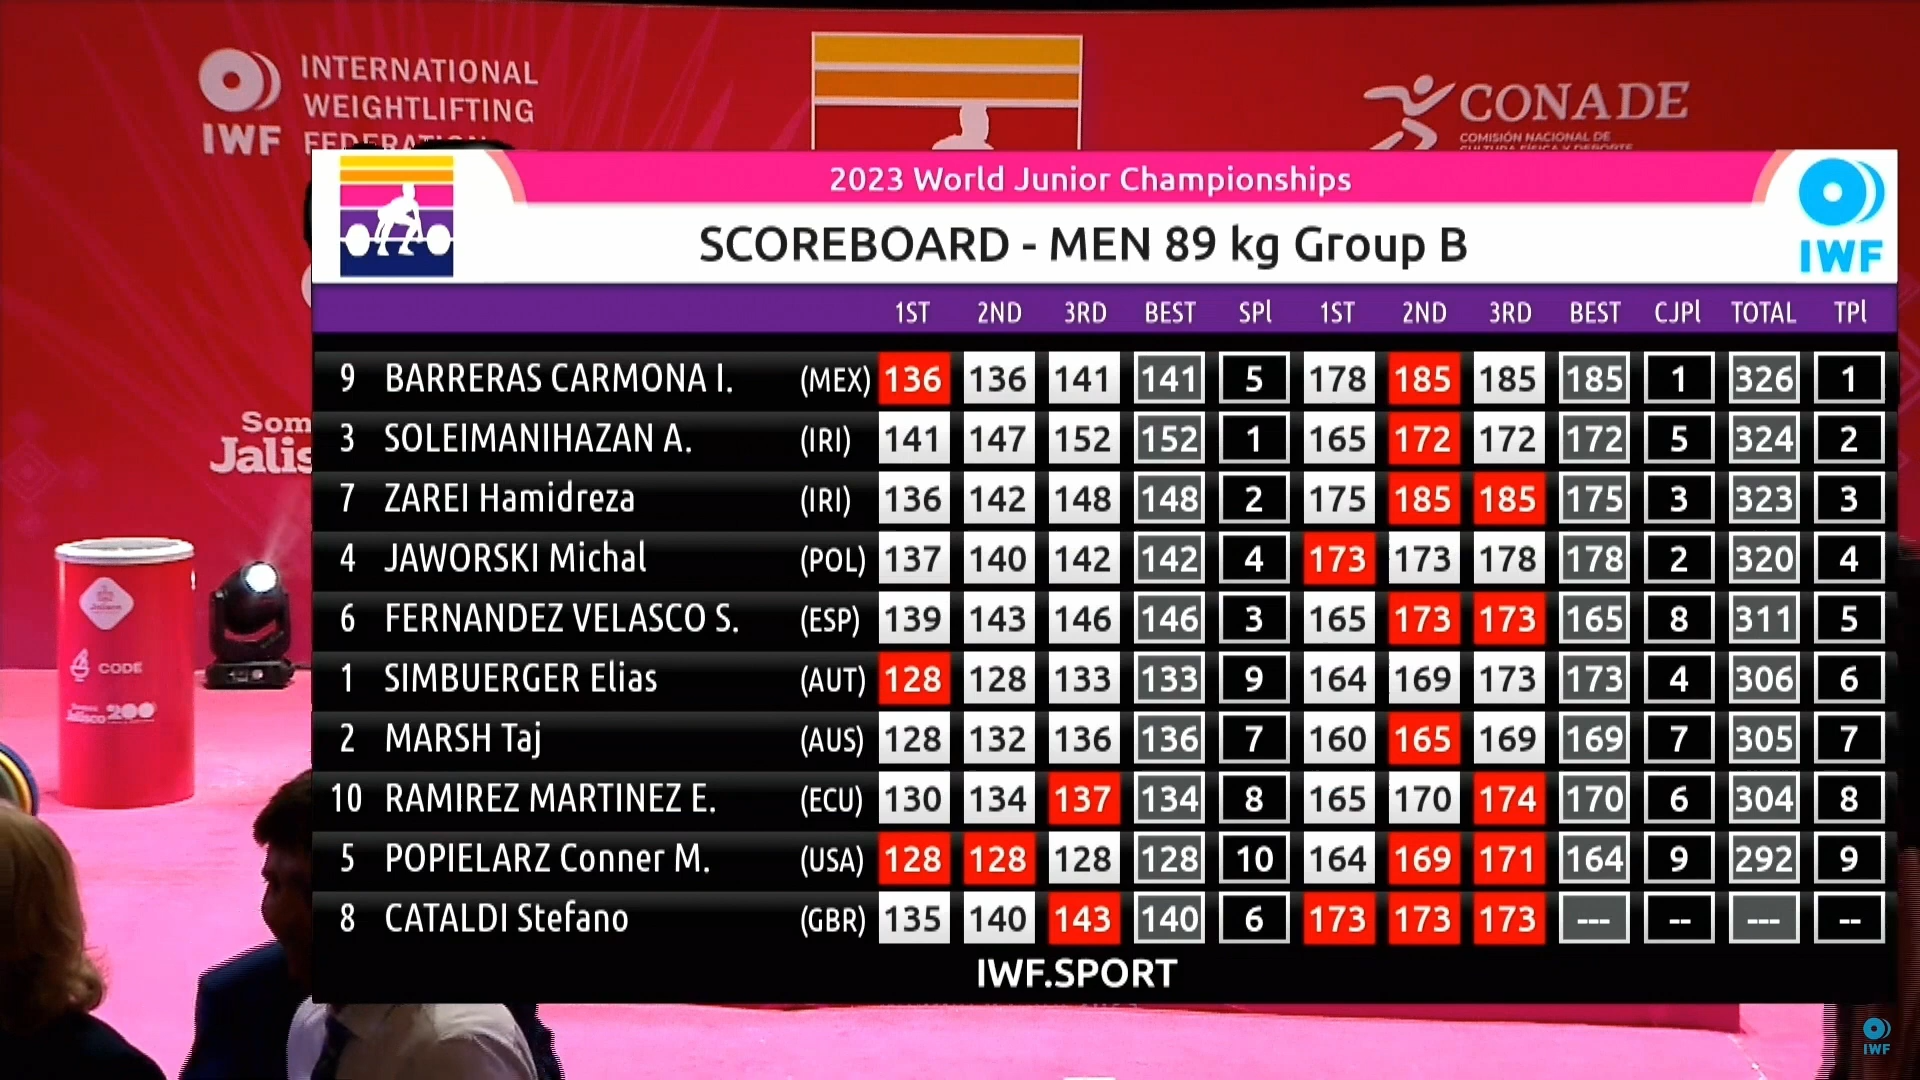 INTERNATIONAL
WEIGHTLIFTING
IWF
CONADE
COMISIÓN NACIONAL DE
CULTURA FÍSICA Y DEPORTE
2023 World Junior Championships
SCOREBOARD - MEN 89 kg Group B
IWF
1ST 2ND 3RD BEST SPl 1ST 2ND 3RD BEST CJPl TOTAL TPl
9 BARRERAS CARMONA I. (MEX) 136 136 141 141 5 178 185 185 185 1 326 1
3 SOLEIMANIHAZAN A. (IRI) 141 147 152 152 1 165 172 172 172 5 324 2
7 ZAREI Hamidreza (IRI) 136 142 148 148 2 175 185 185 175 3 323 3
4 JAWORSKI Michal (POL) 137 140 142 142 4 173 173 178 178 2 320 4
6 FERNANDEZ VELASCO S. (ESP) 139 143 146 146 3 165 173 173 165 8 311 5
1 SIMBUERGER Elias (AUT) 128 128 133 133 9 164 169 173 173 4 306 6
2 MARSH Taj (AUS) 128 132 136 136 7 160 165 169 169 7 305 7
10 RAMIREZ MARTINEZ E. (ECU) 130 134 137 134 8 165 170 174 170 6 304 8
5 POPIELARZ Conner M. (USA) 128 128 128 128 10 164 169 171 164 9 292 9
8 CATALDI Stefano (GBR) 135 140 143 140 6 173 173 173 --- -- --- --
IWF.SPORT
CODE
Jalisco 200
IWF